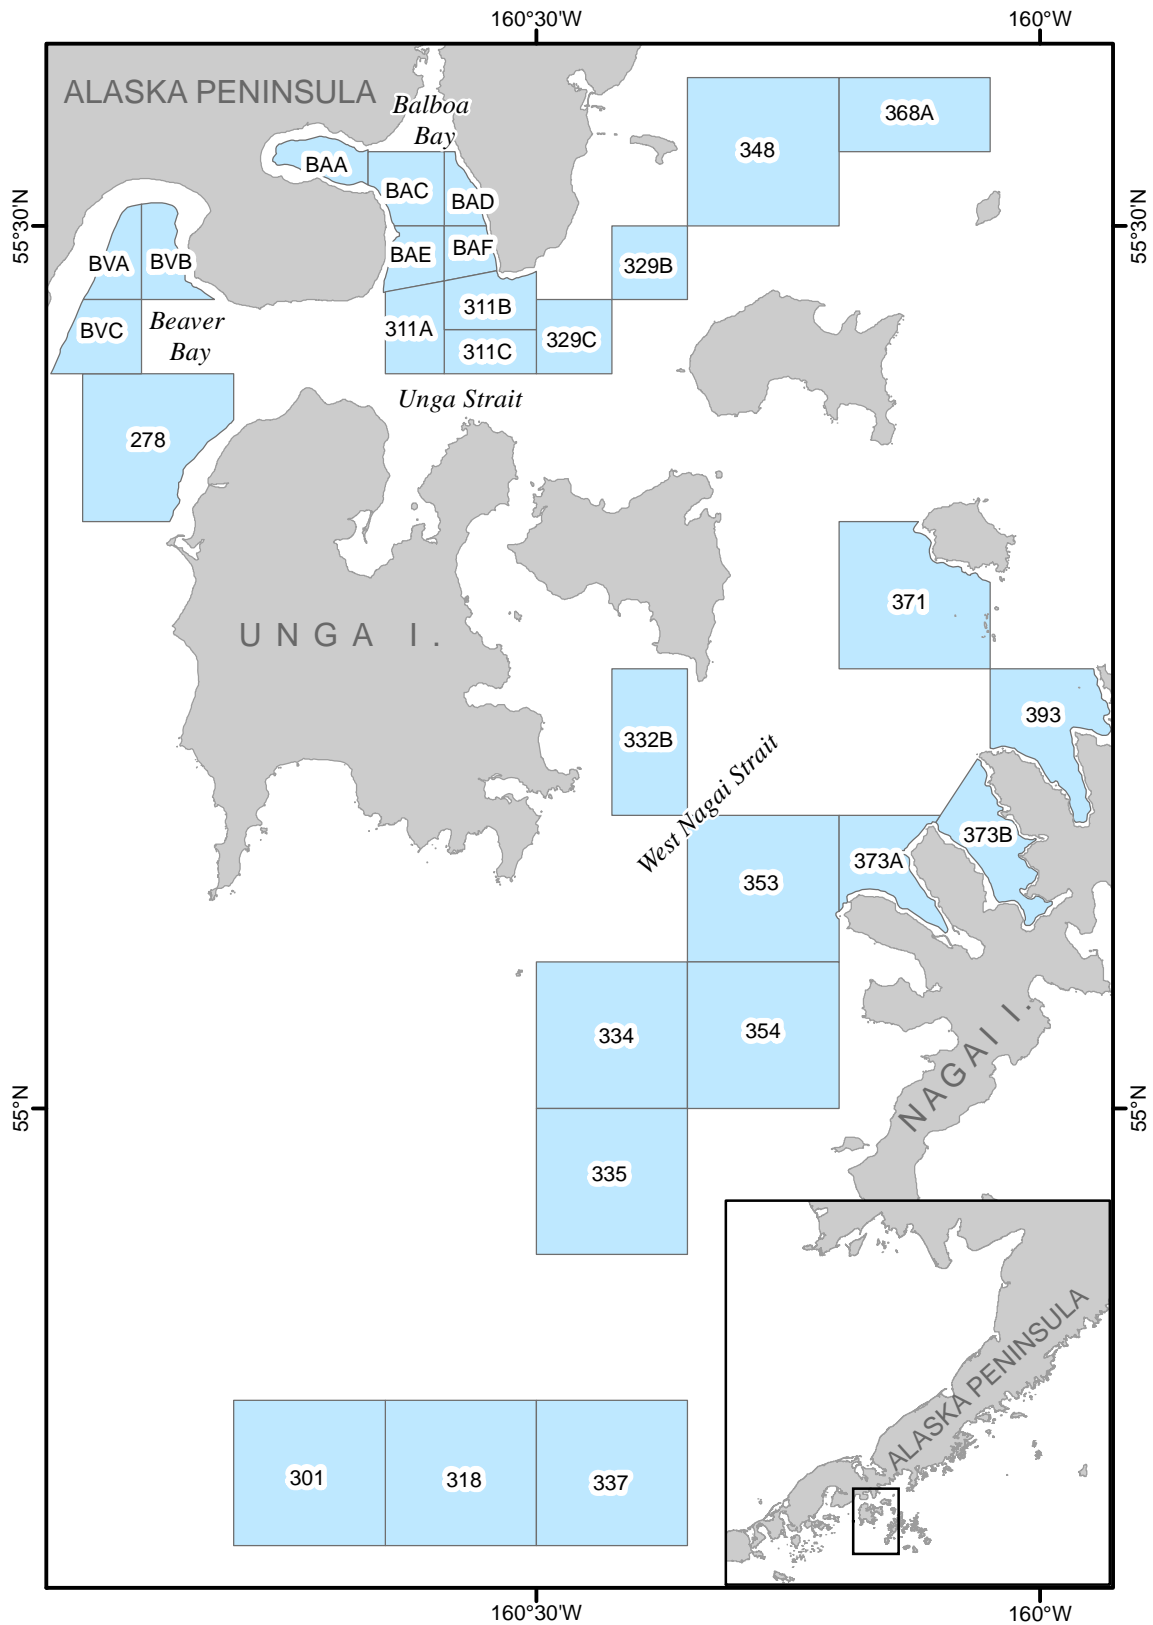 160°30'W
160°W
ALASKA PENINSULA
Balboa
Bay
368A
348
BAA
BAC
BAD
55°30'N
55°30'N
BAE
BAF
BVA
BVB
329B
311B
BVC
Beaver
Bay
311A
329C
311C
Unga Strait
278
371
UNGA I.
393
332B
West Nagai Strait
373B
373A
353
334
354
NAGAI I.
55°N
55°N
335
ALASKA PENINSULA
301
318
337
160°30'W
160°W